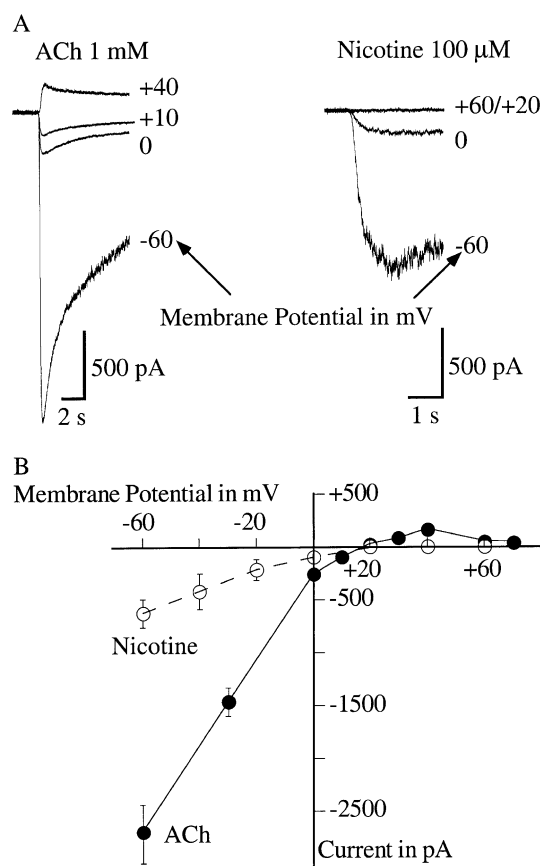 A
ACh 1 mM
Nicotine 100 μM
+40
+10
0
-60
+60/+20
0
-60
Membrane Potential in mV
500 pA
2 s
500 pA
1 s
B
Membrane Potential in mV
-60
-20
+500
+20
+60
-500
Nicotine
-1500
-2500
ACh
Current in pA